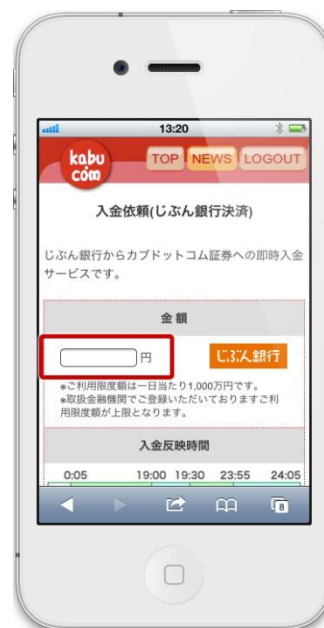 13:20
kabu
com
TOP NEWS LOGOUT
入金依頼(じぶん銀行決済)
じぶん銀行からカブドットコム証券への即時入金
サービスです。
金額
円 じぶん銀行
※ご利用限度額は一日当たり1,000万円です。
※取扱金融機関でご登録いただいておりますご利
用限度額が上限となります。
入金反映時間
0:05 19:00 19:30 23:55 24:05
8